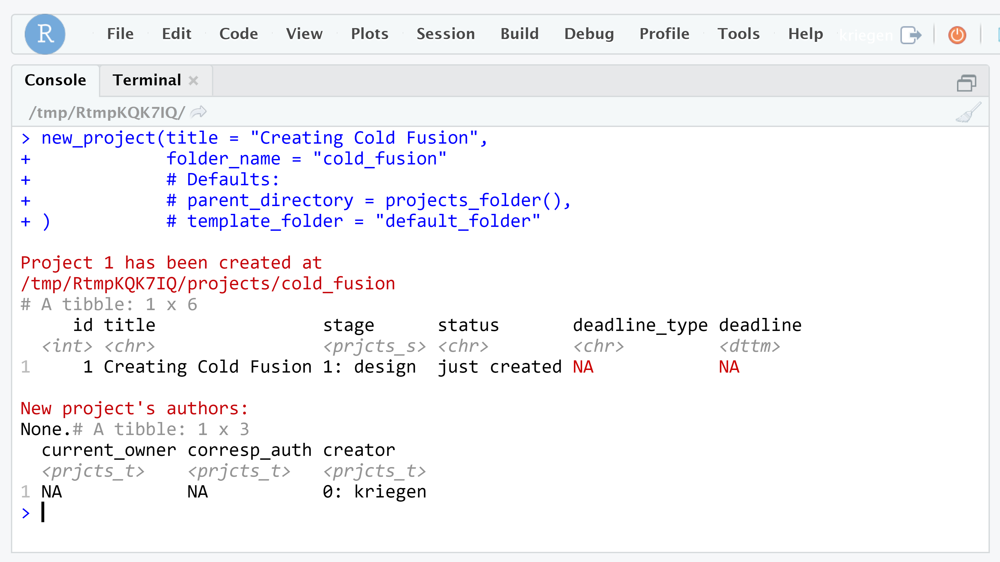 R File Edit Code View Plots Session Build Debug Profile Tools Help kriegen
Console Terminal
/tmp/RtmpKQK7IQ/
> new_project(title = "Creating Cold Fusion",
+             folder_name = "cold_fusion"
+             # Defaults:
+             # parent_directory = projects_folder(),
+ )           # template_folder = "default_folder"
Project 1 has been created at
/tmp/RtmpKQK7IQ/projects/cold_fusion
# A tibble: 1 x 6
     id title                stage      status       deadline_type deadline
  <int> <chr>                <prjcts_s> <chr>        <chr>         <dttm>
1     1 Creating Cold Fusion 1: design  just created NA            NA
New project's authors:
None.# A tibble: 1 x 3
  current_owner corresp_auth creator
  <prjcts_t>    <prjcts_t>   <prjcts_t>
1 NA            NA           0: kriegen
>